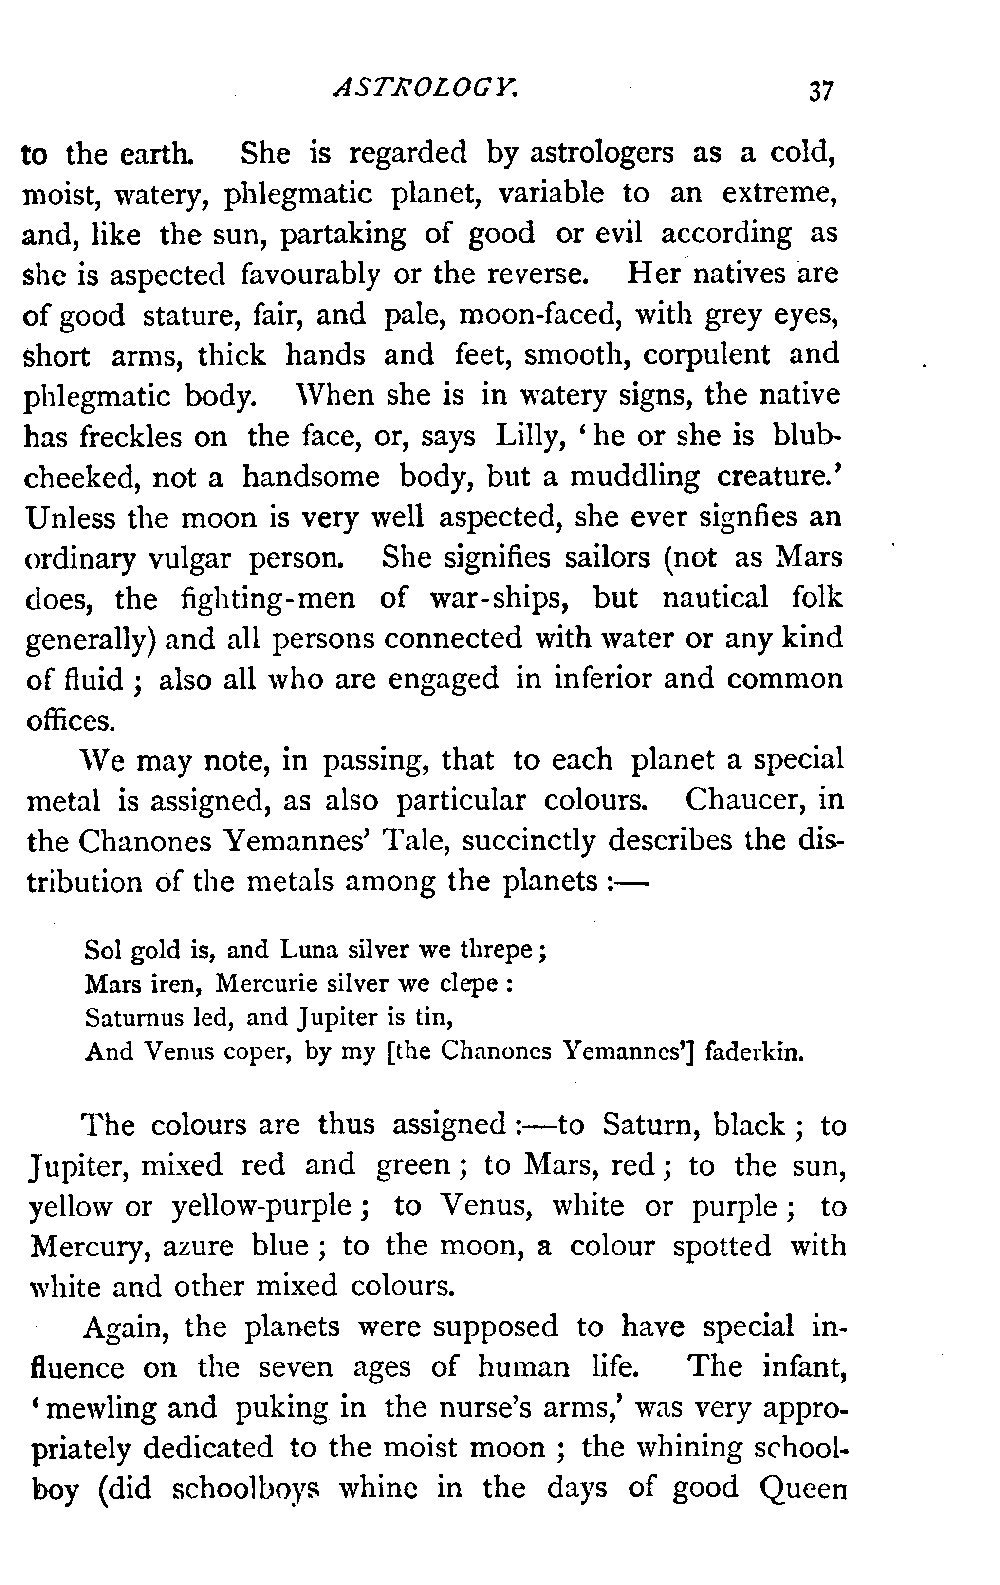 ASTROLOGY. 37
to the earth. She is regarded by astrologers as a cold,
moist, watery, phlegmatic planet, variable to an extreme,
and, like the sun, partaking of good or evil according as
she is aspected favourably or the reverse. Her natives are
of good stature, fair, and pale, moon-faced, with grey eyes,
short arms, thick hands and feet, smooth, corpulent and
phlegmatic body. When she is in watery signs, the native
has freckles on the face, or, says Lilly, ‘he or she is blub-
cheeked, not a handsome body, but a muddling creature.’
Unless the moon is very well aspected, she ever signfies an
ordinary vulgar person. She signifies sailors (not as Mars
does, the fighting-men of war-ships, but nautical folk
generally) and all persons connected with water or any kind
of fluid ; also all who are engaged in inferior and common
offices.
We may note, in passing, that to each planet a special
metal is assigned, as also particular colours. Chaucer, in
the Chanones Yemannes’ Tale, succinctly describes the dis-
tribution of the metals among the planets :—
Sol gold is, and Luna silver we threpe ;
Mars iren, Mercurie silver we clepe :
Saturnus led, and Jupiter is tin,
And Venus coper, by my [the Chanones Yemannes’] faderkin.
The colours are thus assigned :—to Saturn, black ; to
Jupiter, mixed red and green ; to Mars, red ; to the sun,
yellow or yellow-purple ; to Venus, white or purple ; to
Mercury, azure blue ; to the moon, a colour spotted with
white and other mixed colours.
Again, the planets were supposed to have special in-
fluence on the seven ages of human life. The infant,
‘mewling and puking in the nurse’s arms,’ was very appro-
priately dedicated to the moist moon ; the whining school-
boy (did schoolboys whine in the days of good Queen